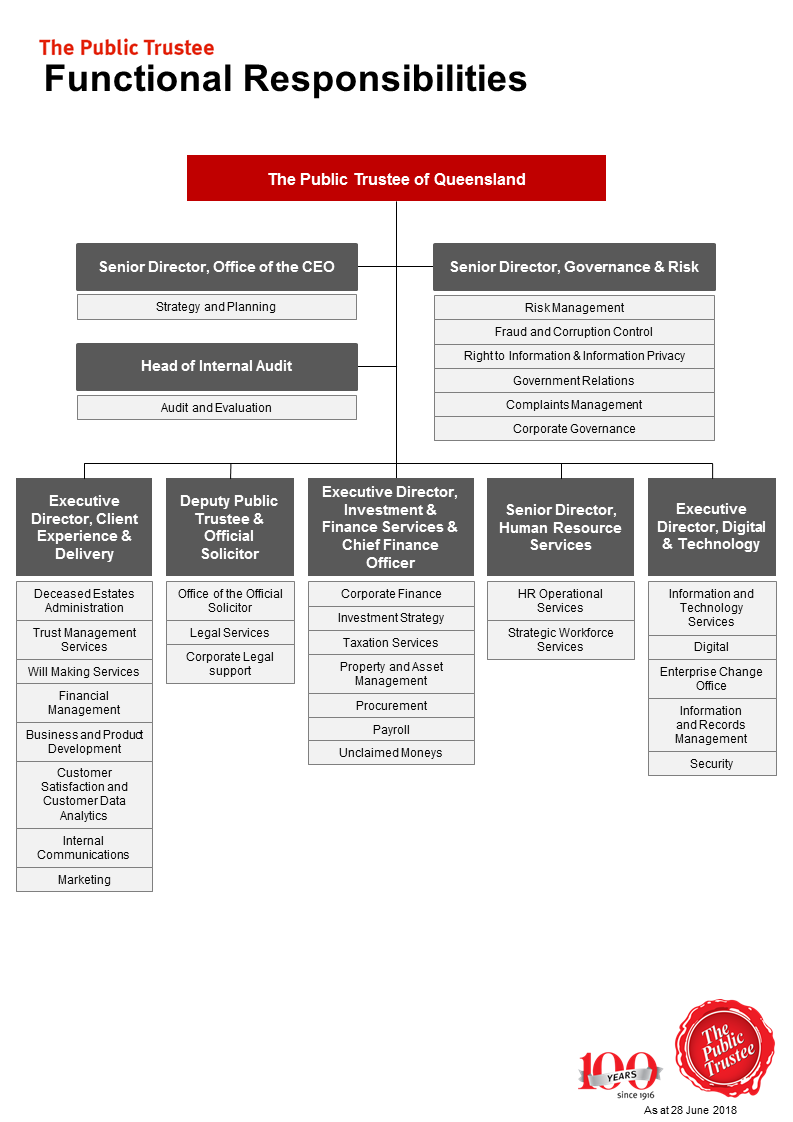 The Public Trustee
Functional Responsibilities
The Public Trustee of Queensland
Senior Director, Office of the CEO
Strategy and Planning
Head of Internal Audit
Audit and Evaluation
Senior Director, Governance & Risk
Risk Management
Fraud and Corruption Control
Right to Information & Information Privacy
Government Relations
Complaints Management
Corporate Governance
Executive
Director, Client
Experience &
Delivery
Deceased Estates
Administration
Trust Management
Services
Will Making Services
Financial
Management
Business and Product
Development
Customer
Satisfaction and
Customer Data
Analytics
Internal
Communications
Marketing
Deputy Public
Trustee &
Official
Solicitor
Office of the Official
Solicitor
Legal Services
Corporate Legal
support
Executive Director,
Investment &
Finance Services &
Chief Finance
Officer
Corporate Finance
Investment Strategy
Taxation Services
Property and Asset
Management
Procurement
Payroll
Unclaimed Moneys
Senior Director,
Human Resource
Services
HR Operational
Services
Strategic Workforce
Services
Executive
Director, Digital
& Technology
Information and
Technology
Services
Digital
Enterprise Change
Office
Information
and Records
Management
Security
100
YEARS
since 1916
The
Public
Trustee
As at 28 June 2018